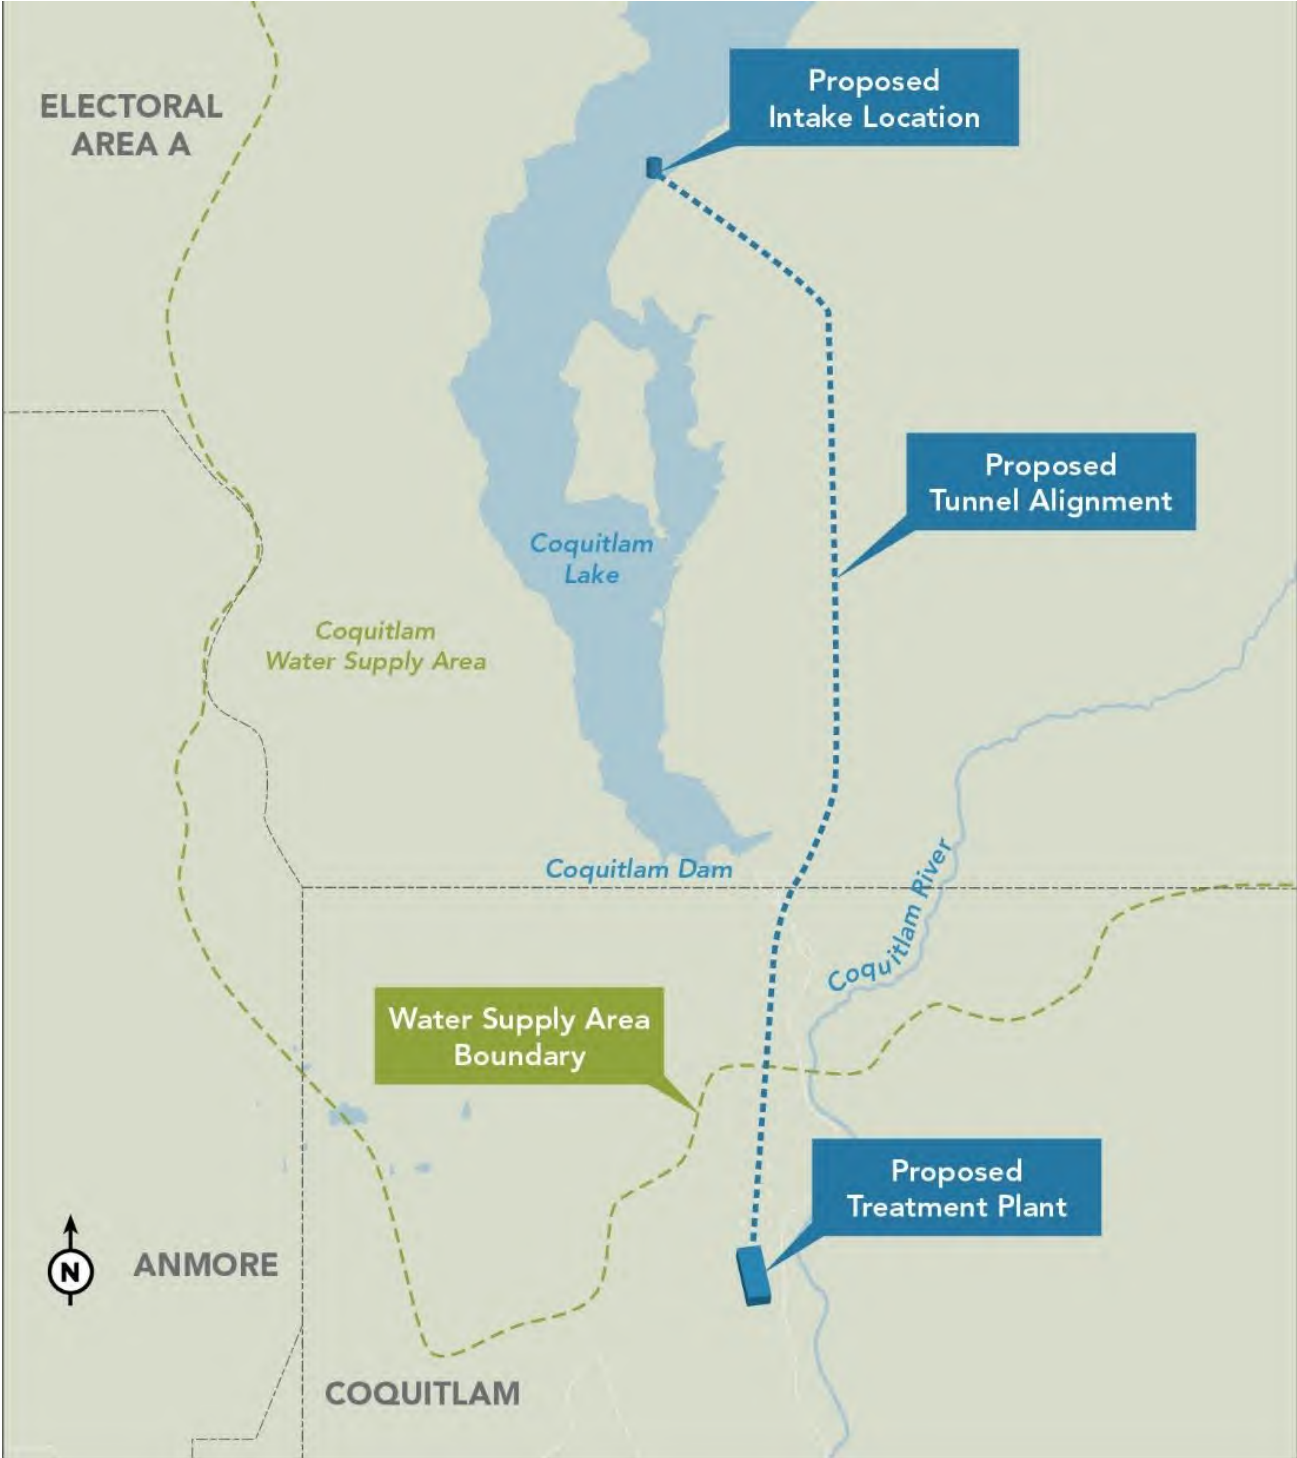 Proposed
Intake Location
ELECTORAL
AREA A
Proposed
Tunnel Alignment
Coquitlam
Lake
Coquitlam
Water Supply Area
Coquitlam Dam
Coquitlam River
Water Supply Area
Boundary
Proposed
Treatment Plant
N
ANMORE
COQUITLAM